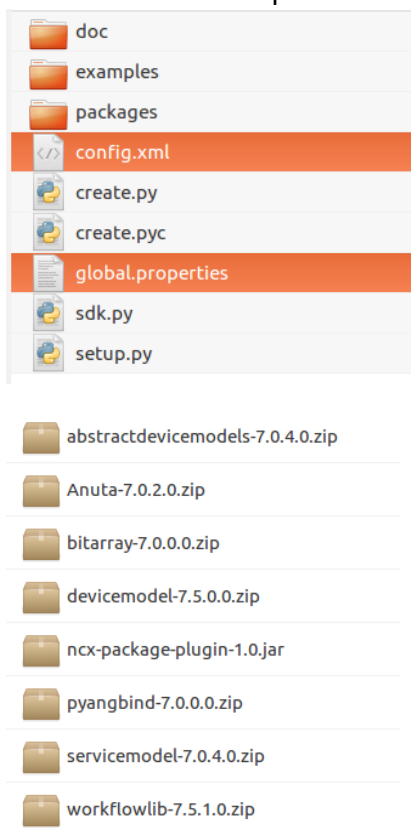 doc
examples
packages
config.xml
create.py
create.pyc
global.properties
sdk.py
setup.py
abstractdevicemodels-7.0.4.0.zip
Anuta-7.0.2.0.zip
bitarray-7.0.0.0.zip
devicemodel-7.5.0.0.zip
ncx-package-plugin-1.0.jar
pyangbind-7.0.0.0.zip
servicemodel-7.0.4.0.zip
workflowlib-7.5.1.0.zip